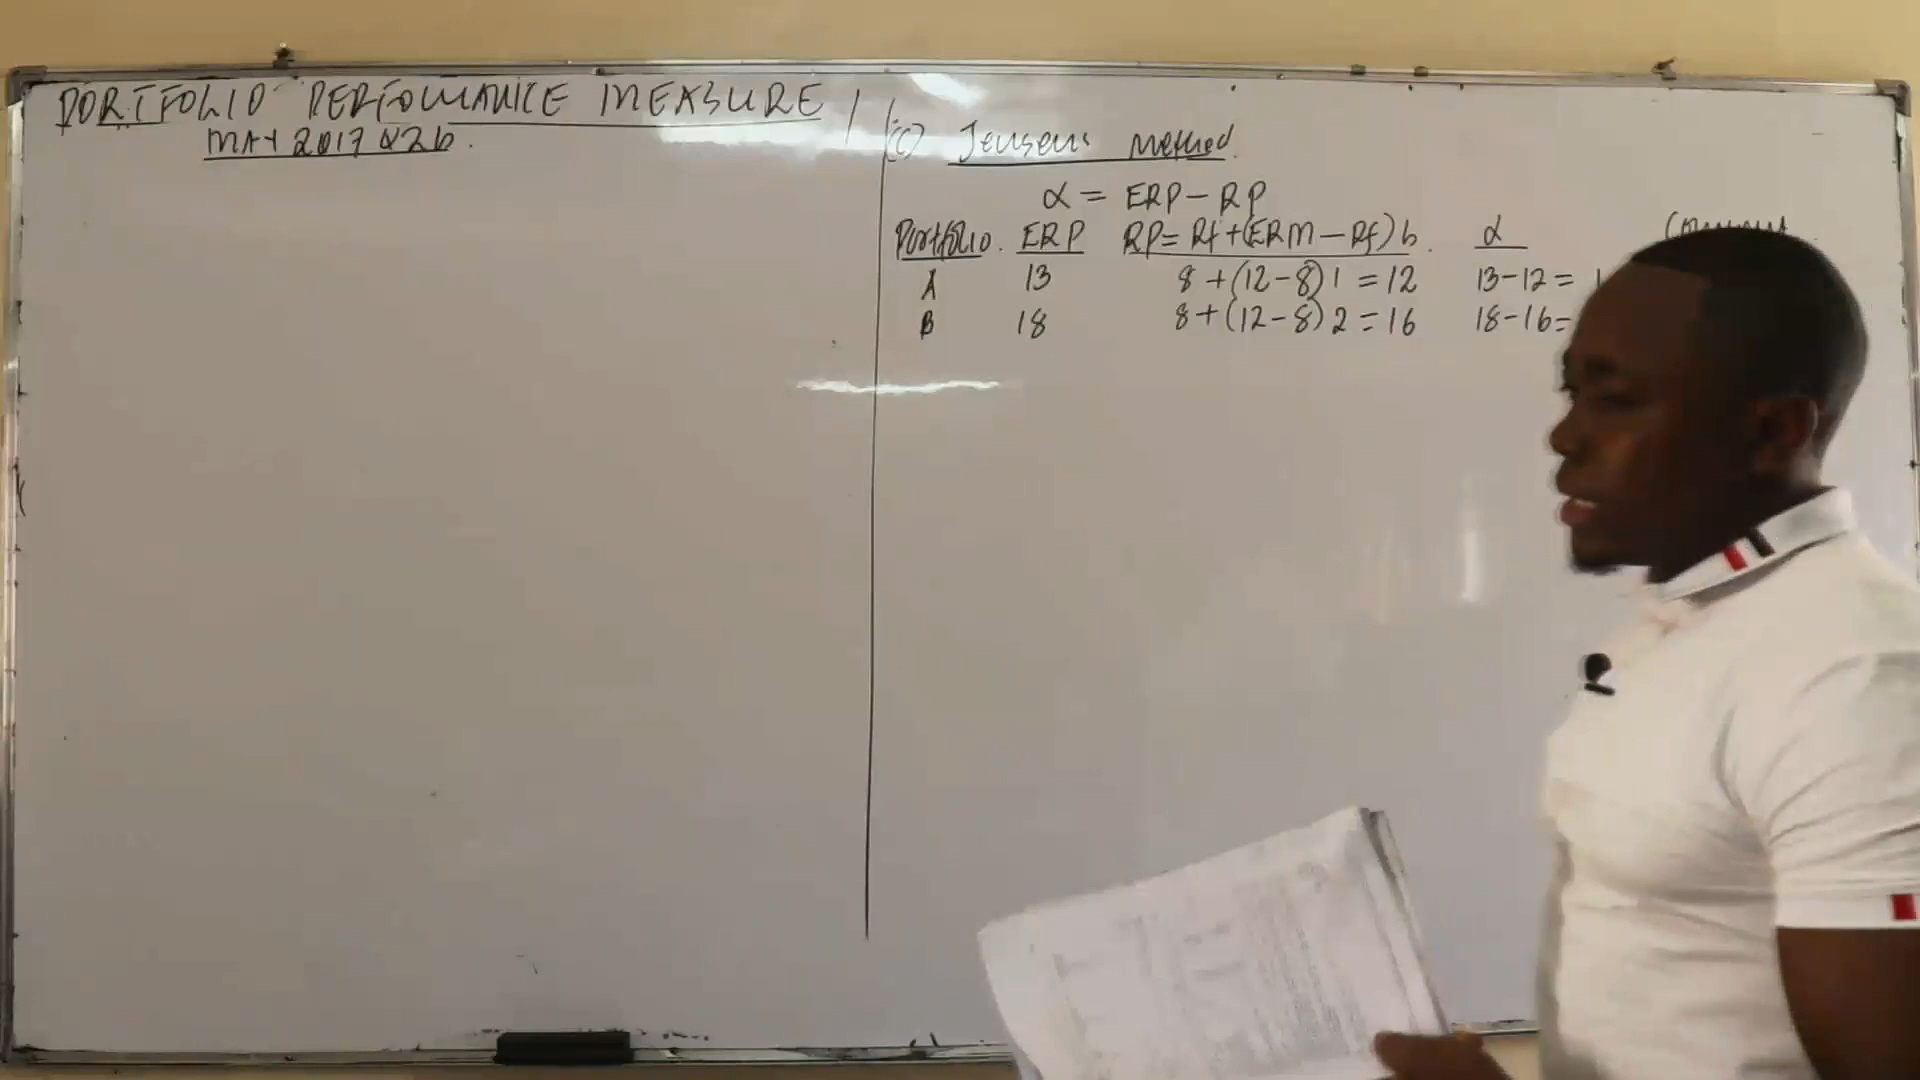 PORTFOLIO PERFOMANCE MEASURE
MAY 2017 Q2b.
(c) Jensens Method.
α = ERP - RP
Portfolio. ERP RP = Rf + (ERM - Rf) b. α
A 13 8 + (12 - 8) 1 = 12 13 - 12 =
B 18 8 + (12 - 8) 2 = 16 18 - 16 =